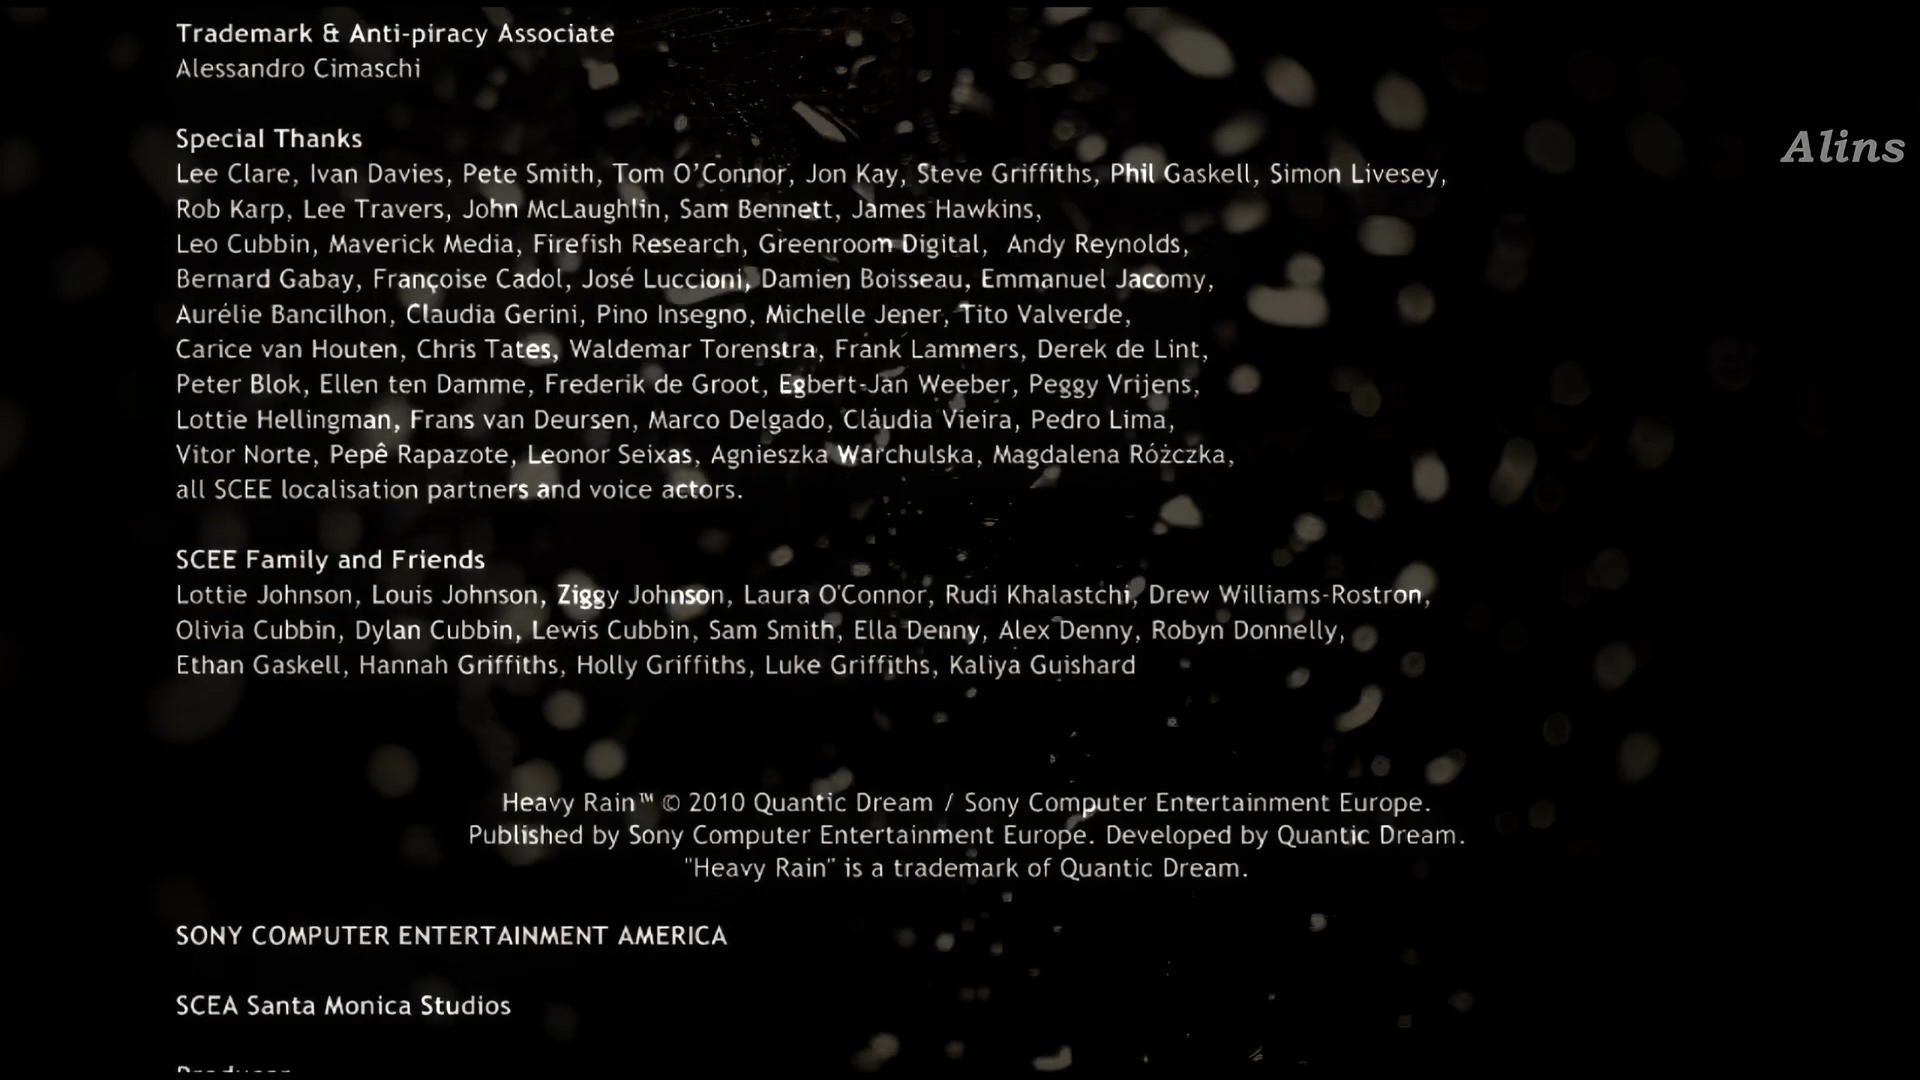 Trademark & Anti-piracy Associate
Alessandro Cimaschi
Special Thanks
Lee Clare, Ivan Davies, Pete Smith, Tom O’Connor, Jon Kay, Steve Griffiths, Phil Gaskell, Simon Livesey,
Rob Karp, Lee Travers, John McLaughlin, Sam Bennett, James Hawkins,
Leo Cubbin, Maverick Media, Firefish Research, Greenroom Digital,  Andy Reynolds,
Bernard Gabay, Françoise Cadol, José Luccioni, Damien Boisseau, Emmanuel Jacomy,
Aurélie Bancilhon, Claudia Gerini, Pino Insegno, Michelle Jener, Tito Valverde,
Carice van Houten, Chris Tates, Waldemar Torenstra, Frank Lammers, Derek de Lint,
Peter Blok, Ellen ten Damme, Frederik de Groot, Egbert-Jan Weeber, Peggy Vrijens,
Lottie Hellingman, Frans van Deursen, Marco Delgado, Cláudia Vieira, Pedro Lima,
Vitor Norte, Pepê Rapazote, Leonor Seixas, Agnieszka Warchulska, Magdalena Różczka,
all SCEE localisation partners and voice actors.
SCEE Family and Friends
Lottie Johnson, Louis Johnson, Ziggy Johnson, Laura O'Connor, Rudi Khalastchi, Drew Williams-Rostron,
Olivia Cubbin, Dylan Cubbin, Lewis Cubbin, Sam Smith, Ella Denny, Alex Denny, Robyn Donnelly,
Ethan Gaskell, Hannah Griffiths, Holly Griffiths, Luke Griffiths, Kaliya Guishard
Heavy Rain™ © 2010 Quantic Dream / Sony Computer Entertainment Europe.
Published by Sony Computer Entertainment Europe. Developed by Quantic Dream.
"Heavy Rain" is a trademark of Quantic Dream.
SONY COMPUTER ENTERTAINMENT AMERICA
SCEA Santa Monica Studios
Alins